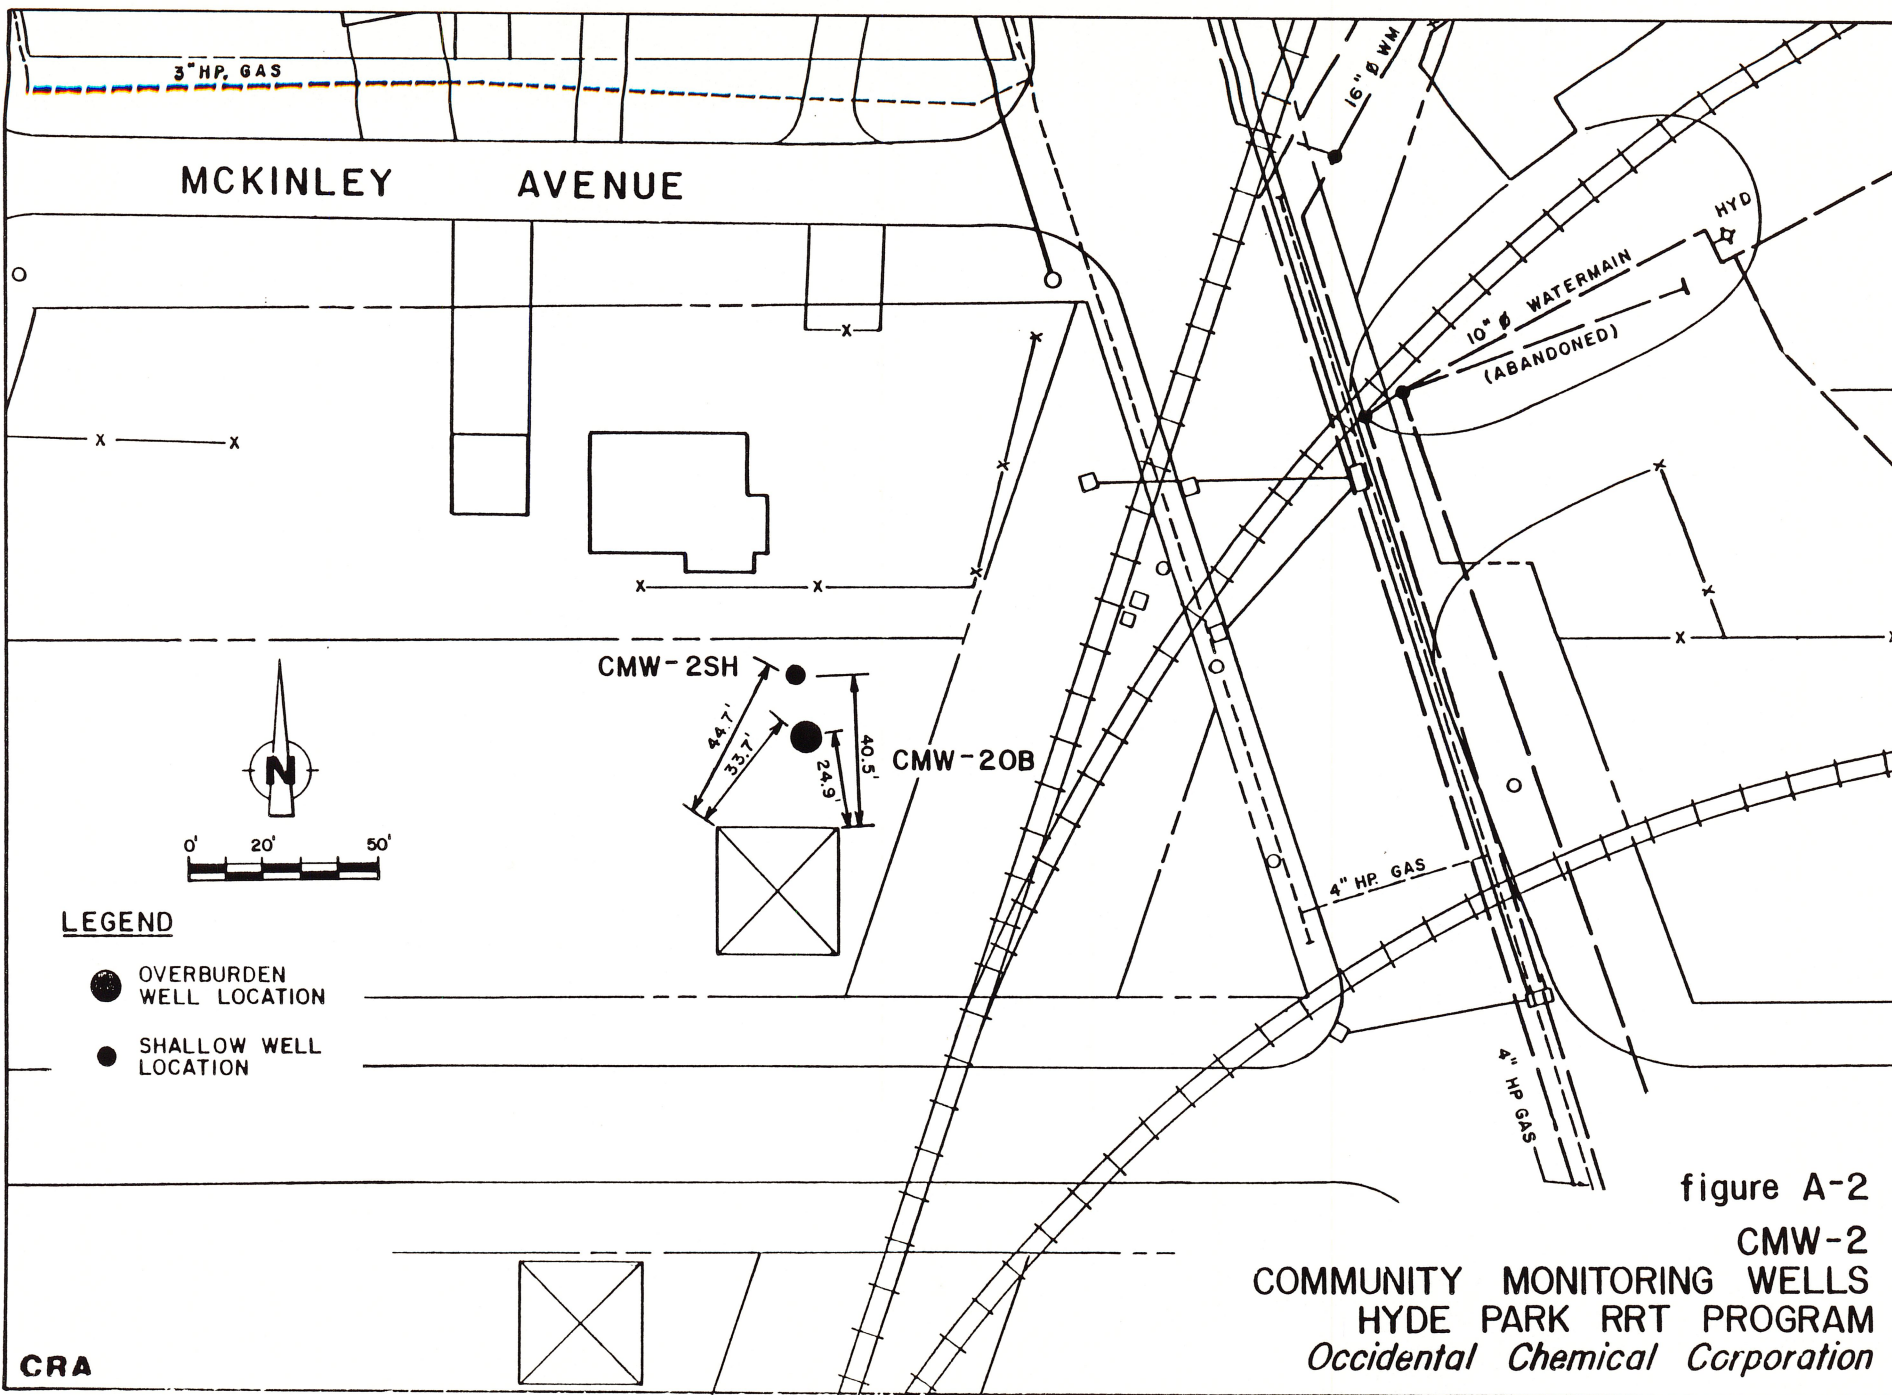 3" HP. GAS
16" Ø WM
MCKINLEY AVENUE
HYD
10" Ø WATERMAIN
(ABANDONED)
CMW-2SH
44.7'
33.7'
40.5'
24.9'
CMW-2OB
N
0' 20' 50'
4" HP. GAS
LEGEND
OVERBURDEN
WELL LOCATION
SHALLOW WELL
LOCATION
4" HP GAS
figure A-2
CMW-2
COMMUNITY MONITORING WELLS
HYDE PARK RRT PROGRAM
Occidental Chemical Corporation
CRA